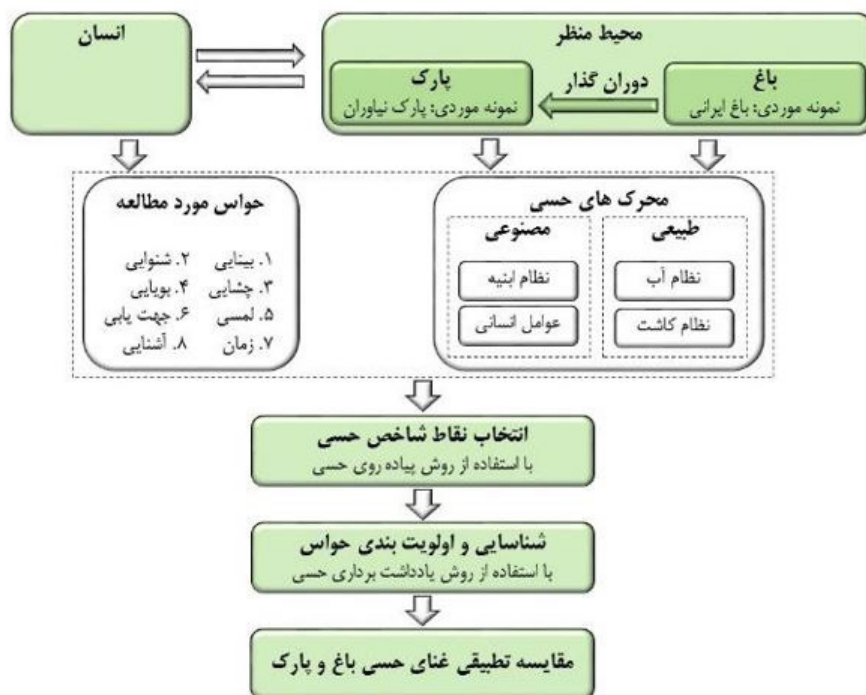 محیط منظر
انسان
باغ
نمونه موردی: باغ ایرانی
دوران گذار
پارک
نمونه موردی: پارک نیاوران
محرک های حسی
طبیعی
مصنوعی
نظام آب
نظام ابنیه
نظام کاشت
عوامل انسانی
حواس مورد مطالعه
۱. بینایی ۲. شنوایی
۳. چشایی ۴. بویایی
۵. لمسی ۶. جهت یابی
۷. زمان ۸. آشنایی
انتخاب نقاط شاخص حسی
با استفاده از روش پیاده روی حسی
شناسایی و اولویت بندی حواس
با استفاده از روش یادداشت برداری حسی
مقایسه تطبیقی غنای حسی باغ و پارک